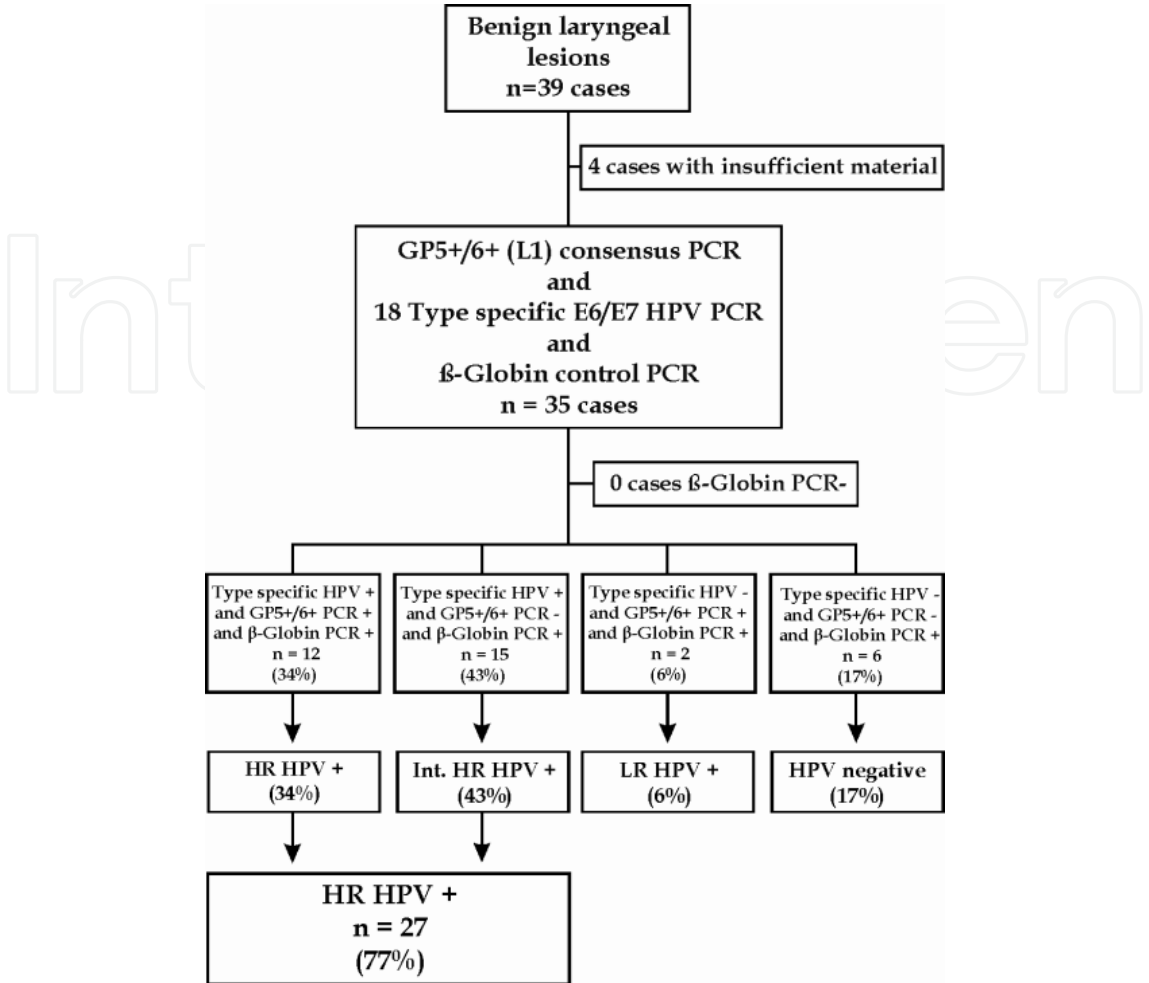 Benign laryngeal
lesions
n=39 cases
4 cases with insufficient material
GP5+/6+ (L1) consensus PCR
and
18 Type specific E6/E7 HPV PCR
and
ß-Globin control PCR
n = 35 cases
0 cases ß-Globin PCR-
Type specific HPV +
and GP5+/6+ PCR +
and β-Globin PCR +
n = 12
(34%)
Type specific HPV +
and GP5+/6+ PCR -
and β-Globin PCR +
n = 15
(43%)
Type specific HPV -
and GP5+/6+ PCR +
and β-Globin PCR +
n = 2
(6%)
Type specific HPV -
and GP5+/6+ PCR -
and β-Globin PCR +
n = 6
(17%)
HR HPV +
(34%)
Int. HR HPV +
(43%)
LR HPV +
(6%)
HPV negative
(17%)
HR HPV +
n = 27
(77%)